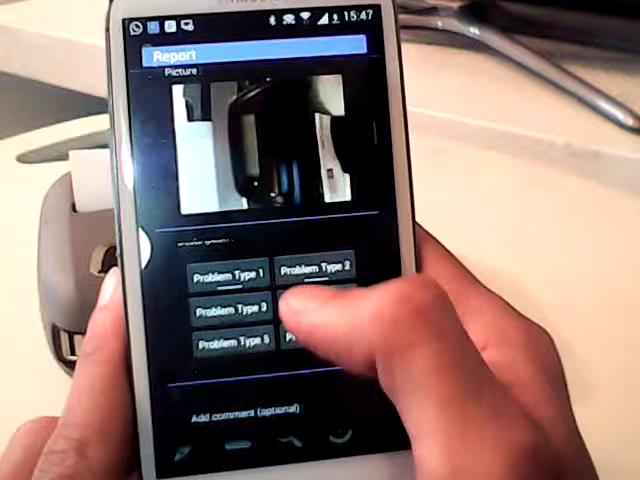 15:47
Report
Picture
Problem Type 1
Problem Type 2
Problem Type 3
Problem Type 5
Add comment (optional)